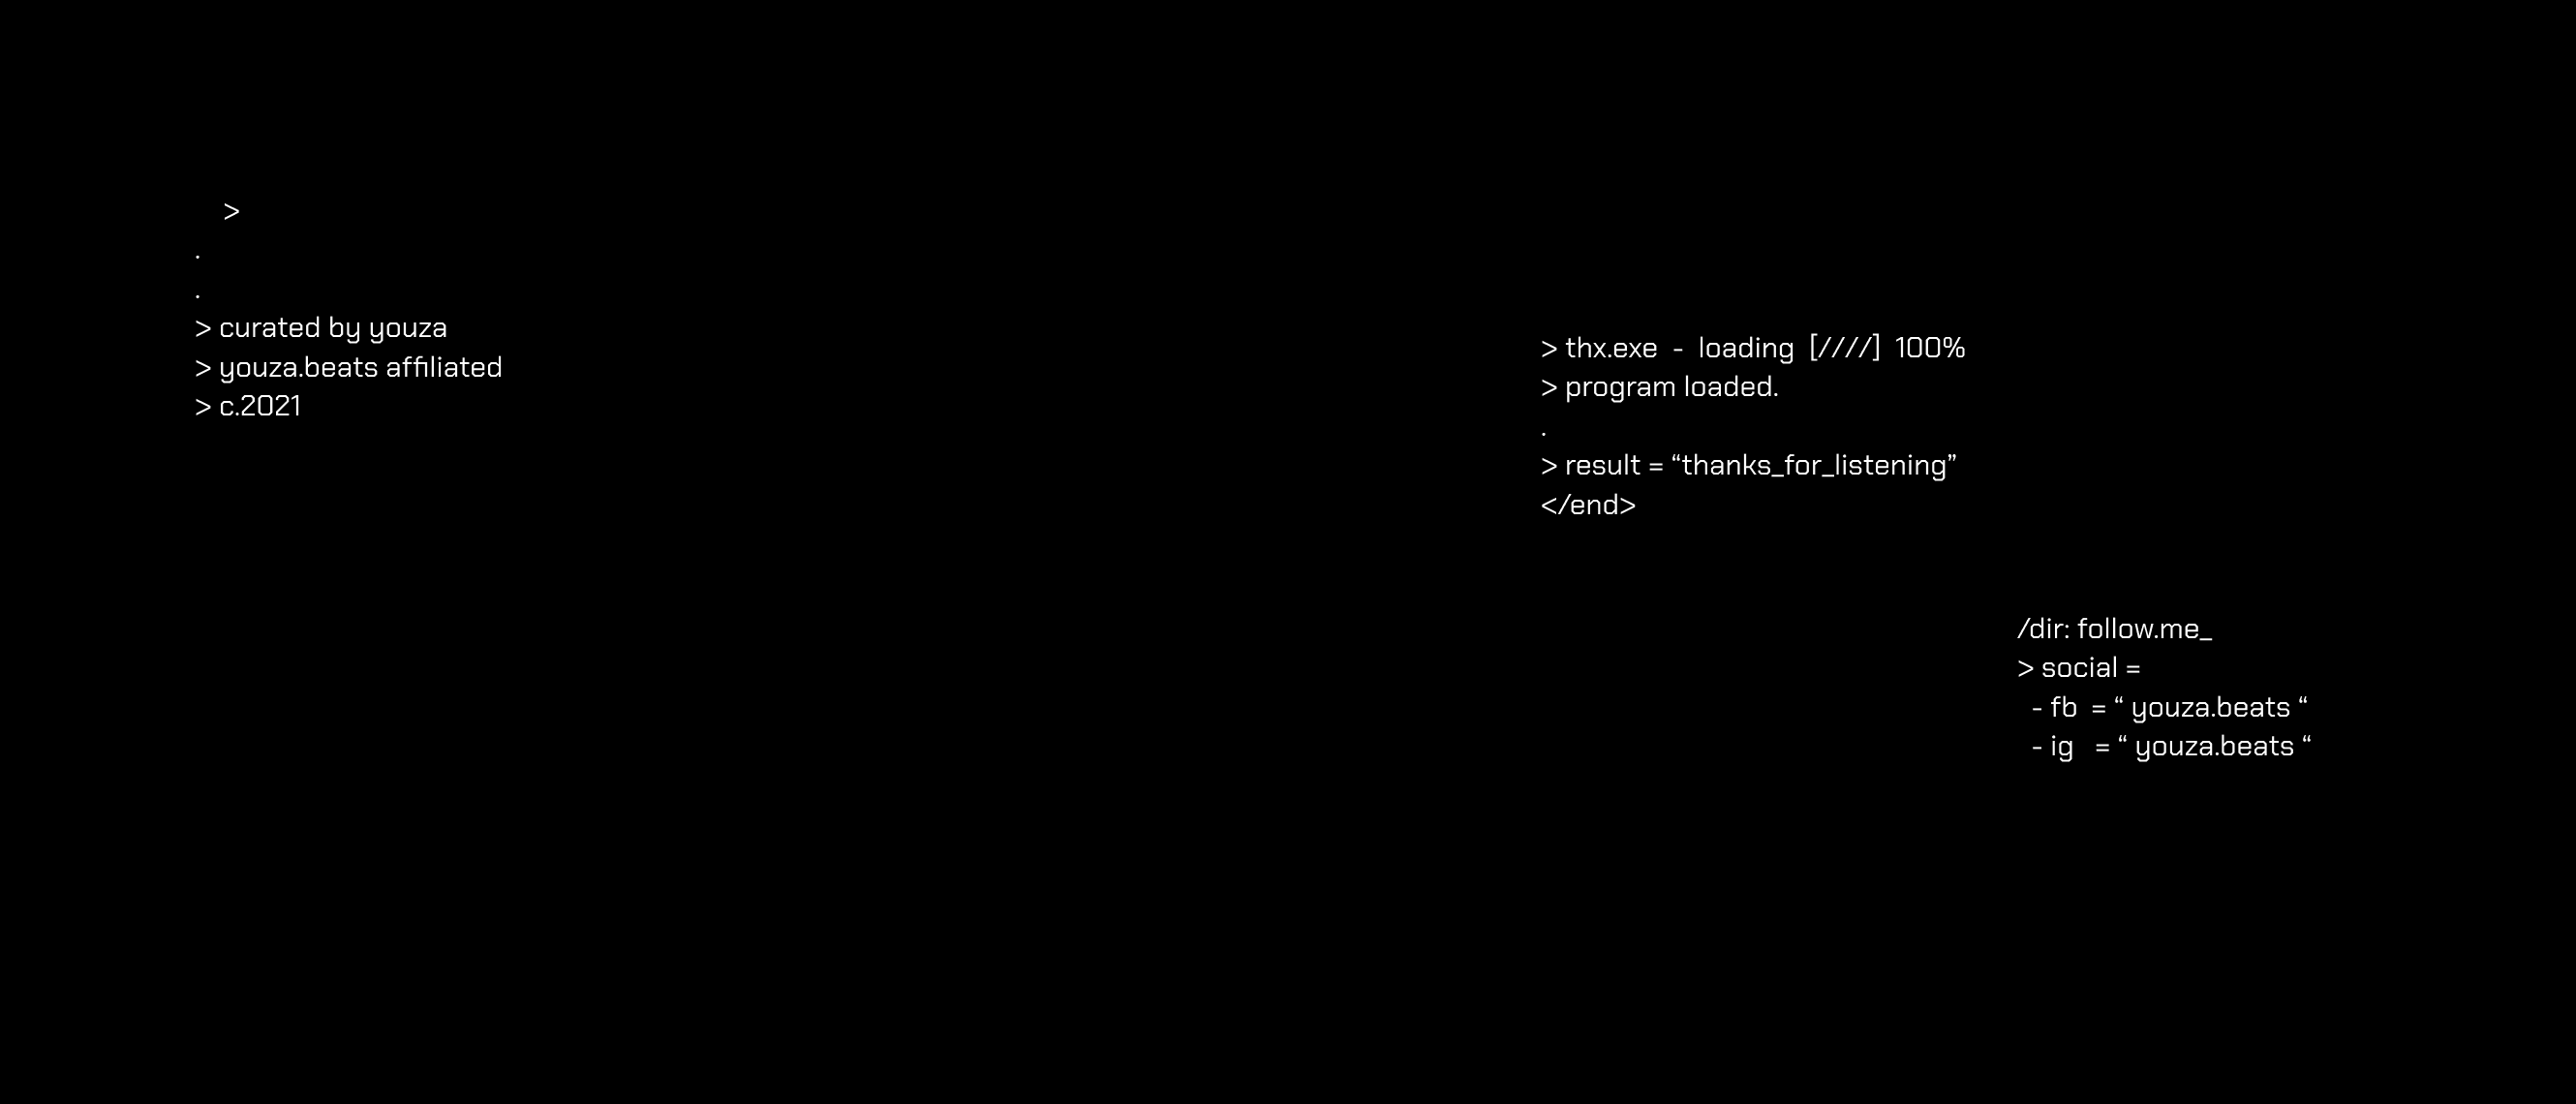 >
.
.
> curated by youza
> youza.beats affiliated
> c.2021
> thx.exe - loading [////] 100%
> program loaded.
.
> result = “thanks_for_listening”
</end>
/dir: follow.me_
> social =
- fb = “ youza.beats “
- ig = “ youza.beats “